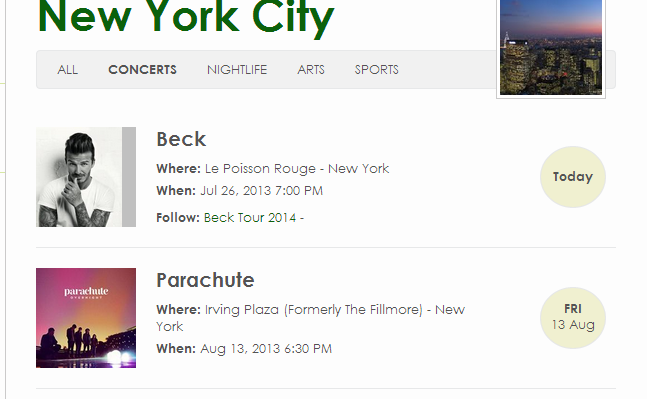 New York City
ALL CONCERTS NIGHTLIFE ARTS SPORTS
Beck
Where: Le Poisson Rouge - New York
When: Jul 26, 2013 7:00 PM
Today
Follow: Beck Tour 2014 -
parachute
OVERNIGHT
Parachute
Where: Irving Plaza (Formerly The Fillmore) - New
York
When: Aug 13, 2013 6:30 PM
FRI
13 Aug